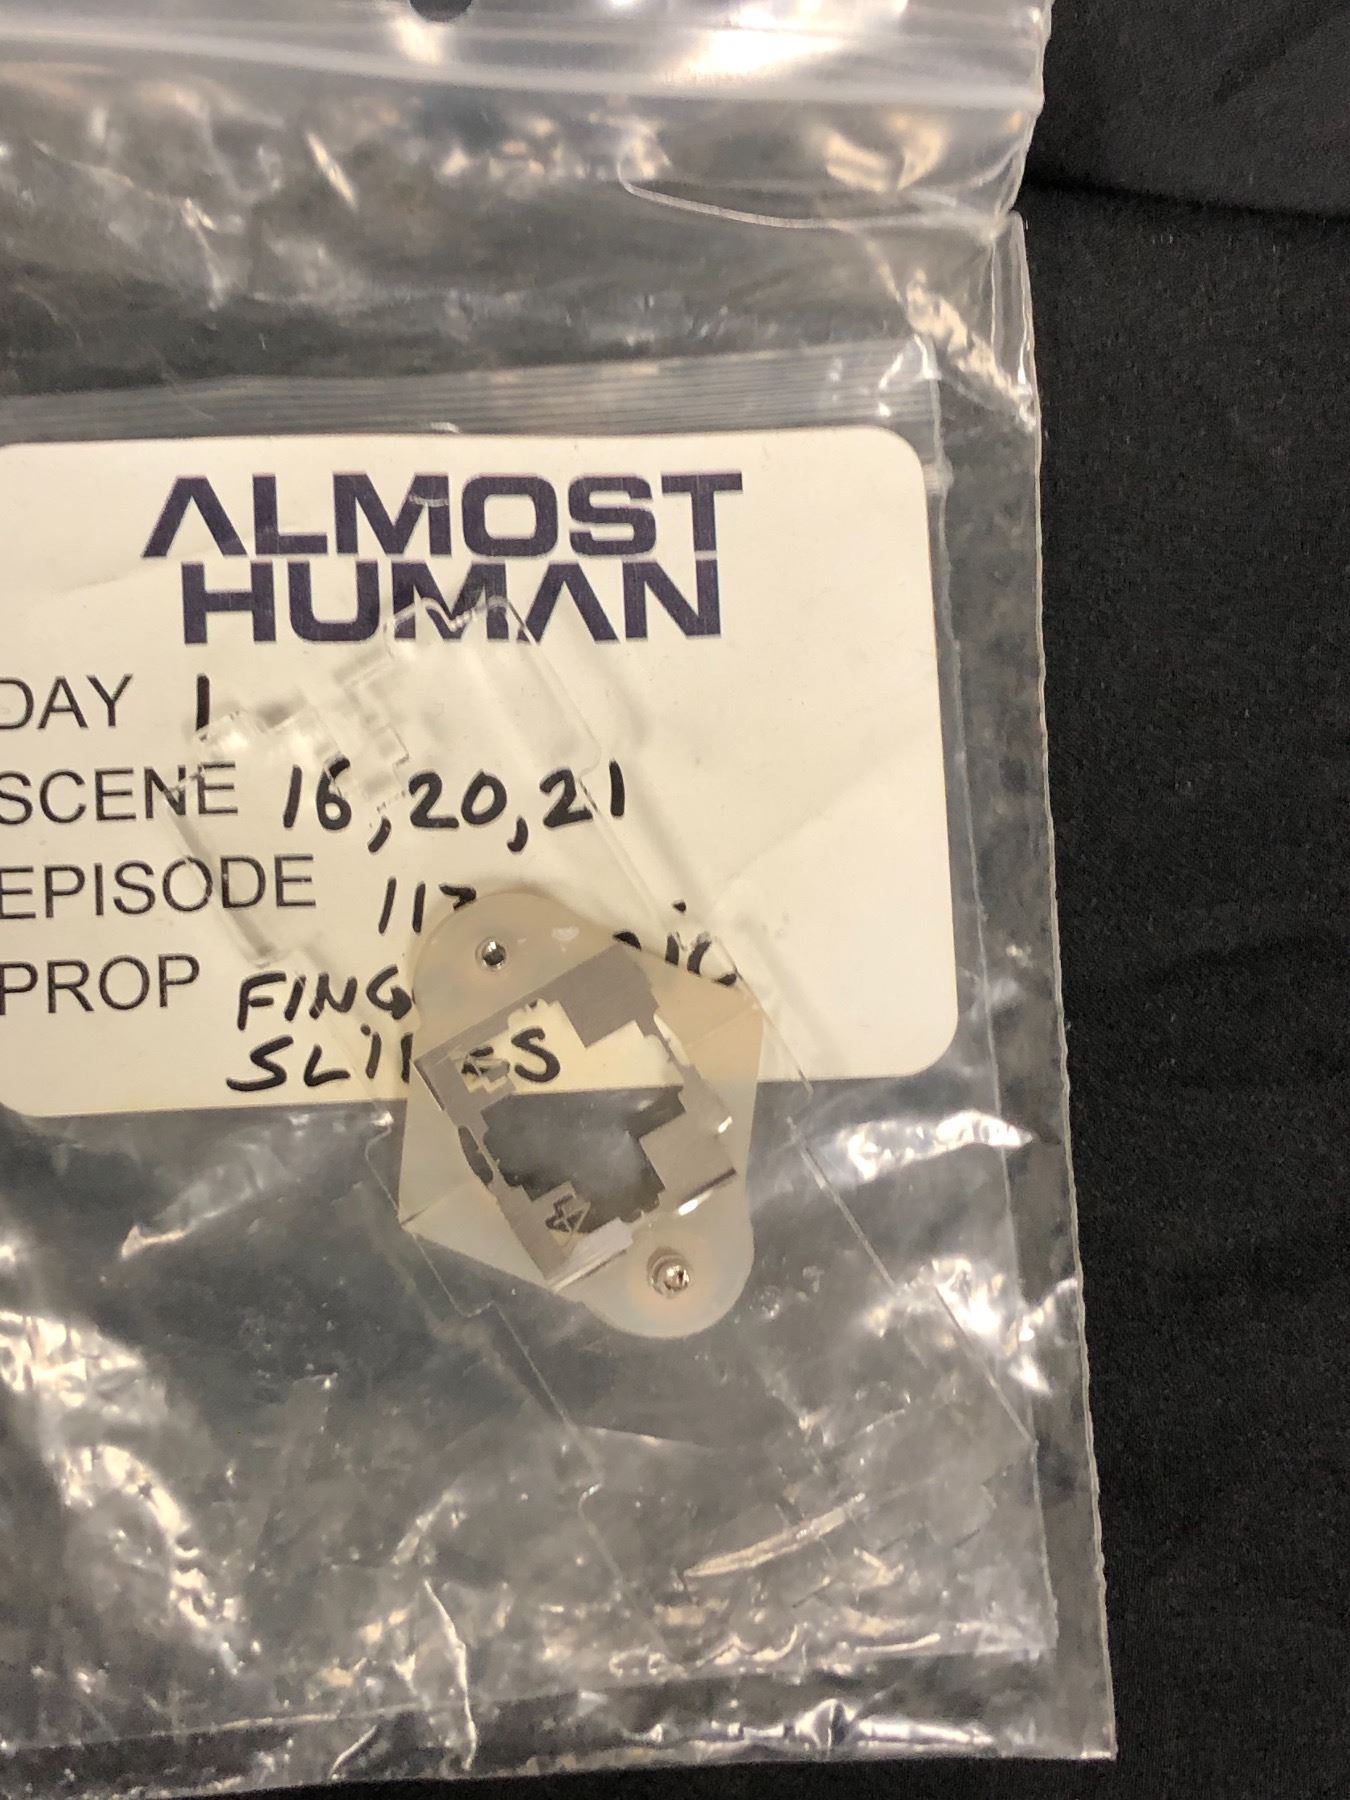 ALMOST
HUMAN
DAY 1
SCENE 16,20,21
EPISODE
PROP